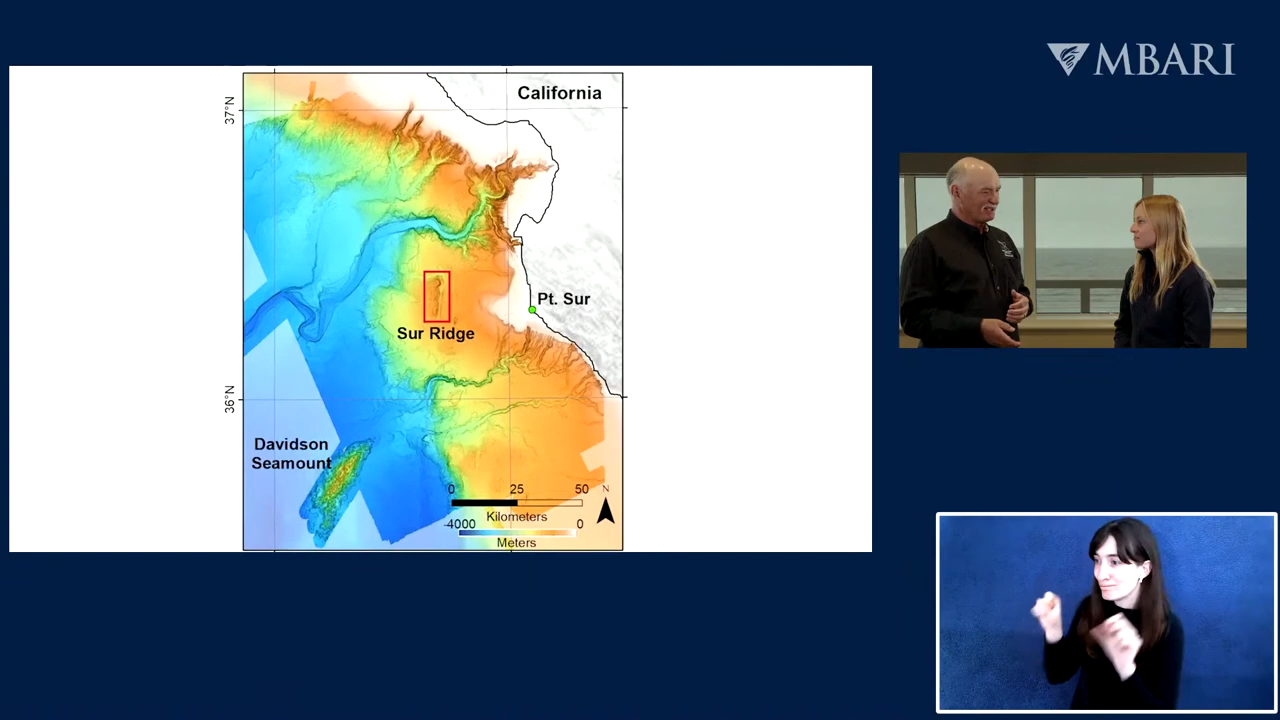 MBARI
California
37°N
Pt. Sur
Sur Ridge
36°N
Davidson
Seamount
0 25 50
Kilometers
N
-4000 0
Meters